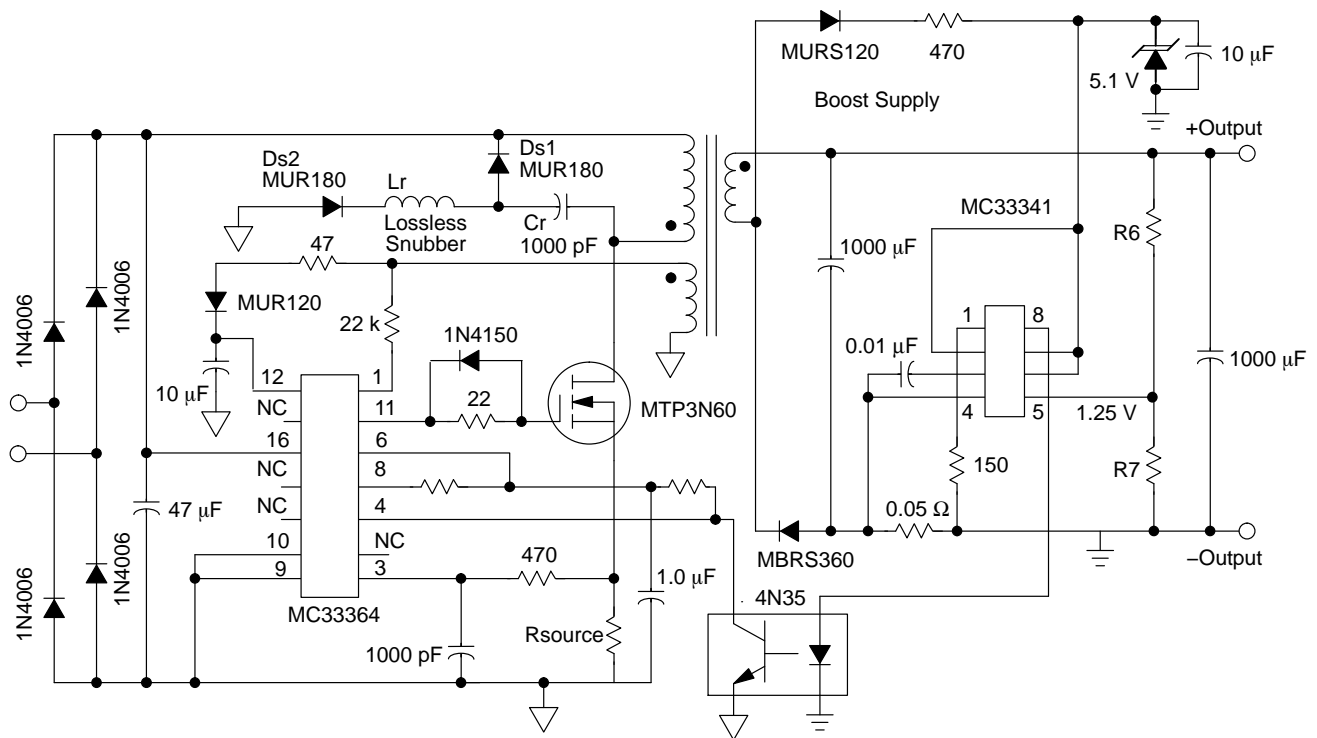 MURS120
470
10 μF
5.1 V
Boost Supply
+Output
Ds2
MUR180
Lr
Lossless
Snubber
Ds1
MUR180
Cr
1000 pF
MC33341
R6
47
1000 μF
MUR120
22 k
1N4150
1N4006
1N4006
10 μF
12
1
NC
11
22
MTP3N60
0.01 μF
1
8
4
5
1.25 V
1000 μF
16
6
NC
8
150
R7
47 μF
NC
4
0.05 Ω
10
NC
9
3
470
MBRS360
−Output
1N4006
1N4006
MC33364
1.0 μF
4N35
Rsource
1000 pF